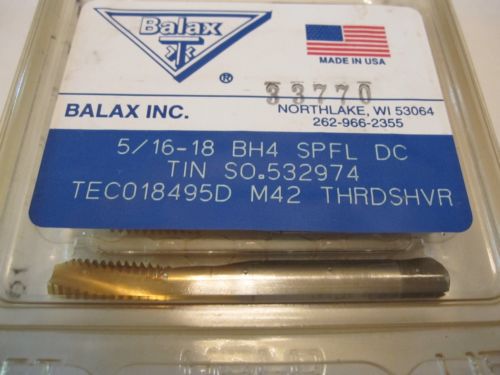 Balax
®
MADE IN USA
33770
BALAX INC.
NORTHLAKE, WI 53064
262-966-2355
5/16-18 BH4 SPFL DC
TIN SO.532974
TEC018495D M42 THRDSHVR